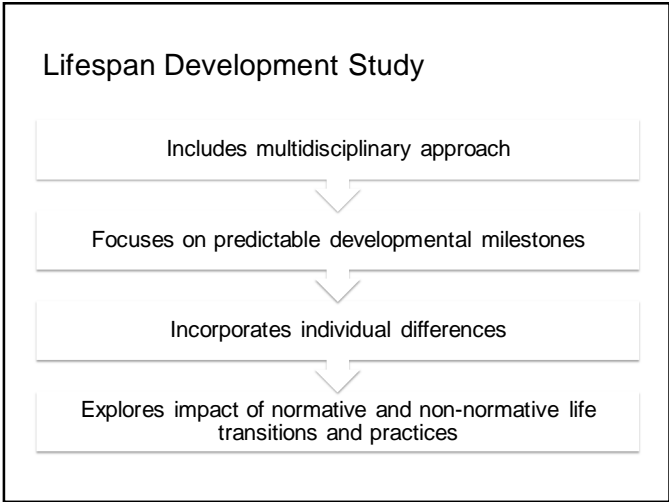 Lifespan Development Study
Includes multidisciplinary approach
Focuses on predictable developmental milestones
Incorporates individual differences
Explores impact of normative and non-normative life
transitions and practices